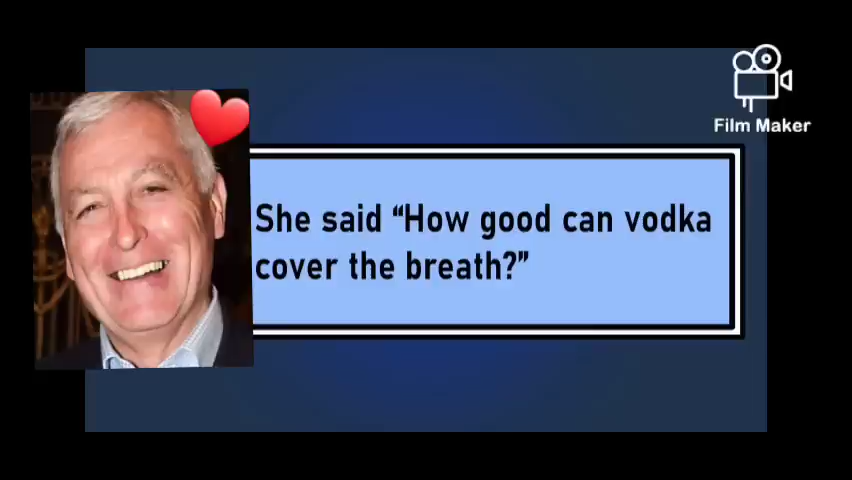 Film Maker
She said “How good can vodka
cover the breath?”